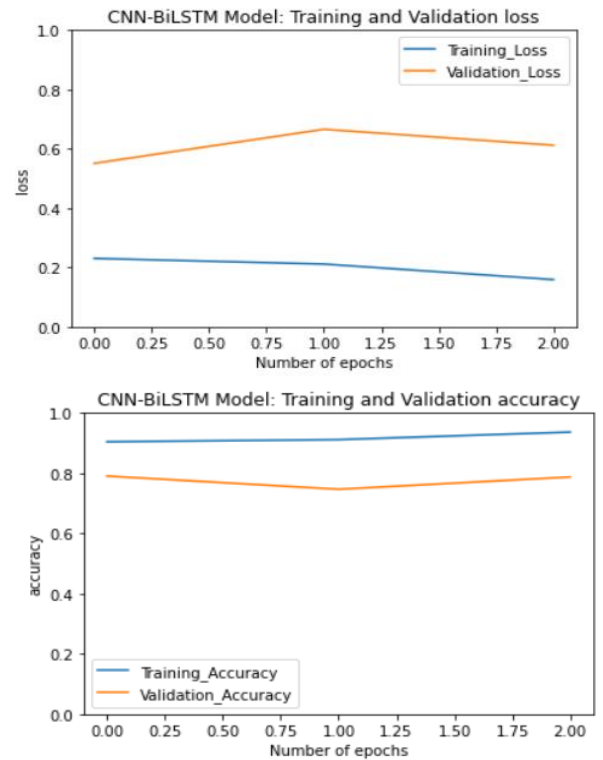 CNN-BiLSTM Model: Training and Validation loss
1.0
0.8
0.6
0.4
0.2
0.0
loss
Training_Loss
Validation_Loss
0.00 0.25 0.50 0.75 1.00 1.25 1.50 1.75 2.00
Number of epochs
CNN-BiLSTM Model: Training and Validation accuracy
1.0
0.8
0.6
0.4
0.2
0.0
accuracy
Training_Accuracy
Validation_Accuracy
0.00 0.25 0.50 0.75 1.00 1.25 1.50 1.75 2.00
Number of epochs